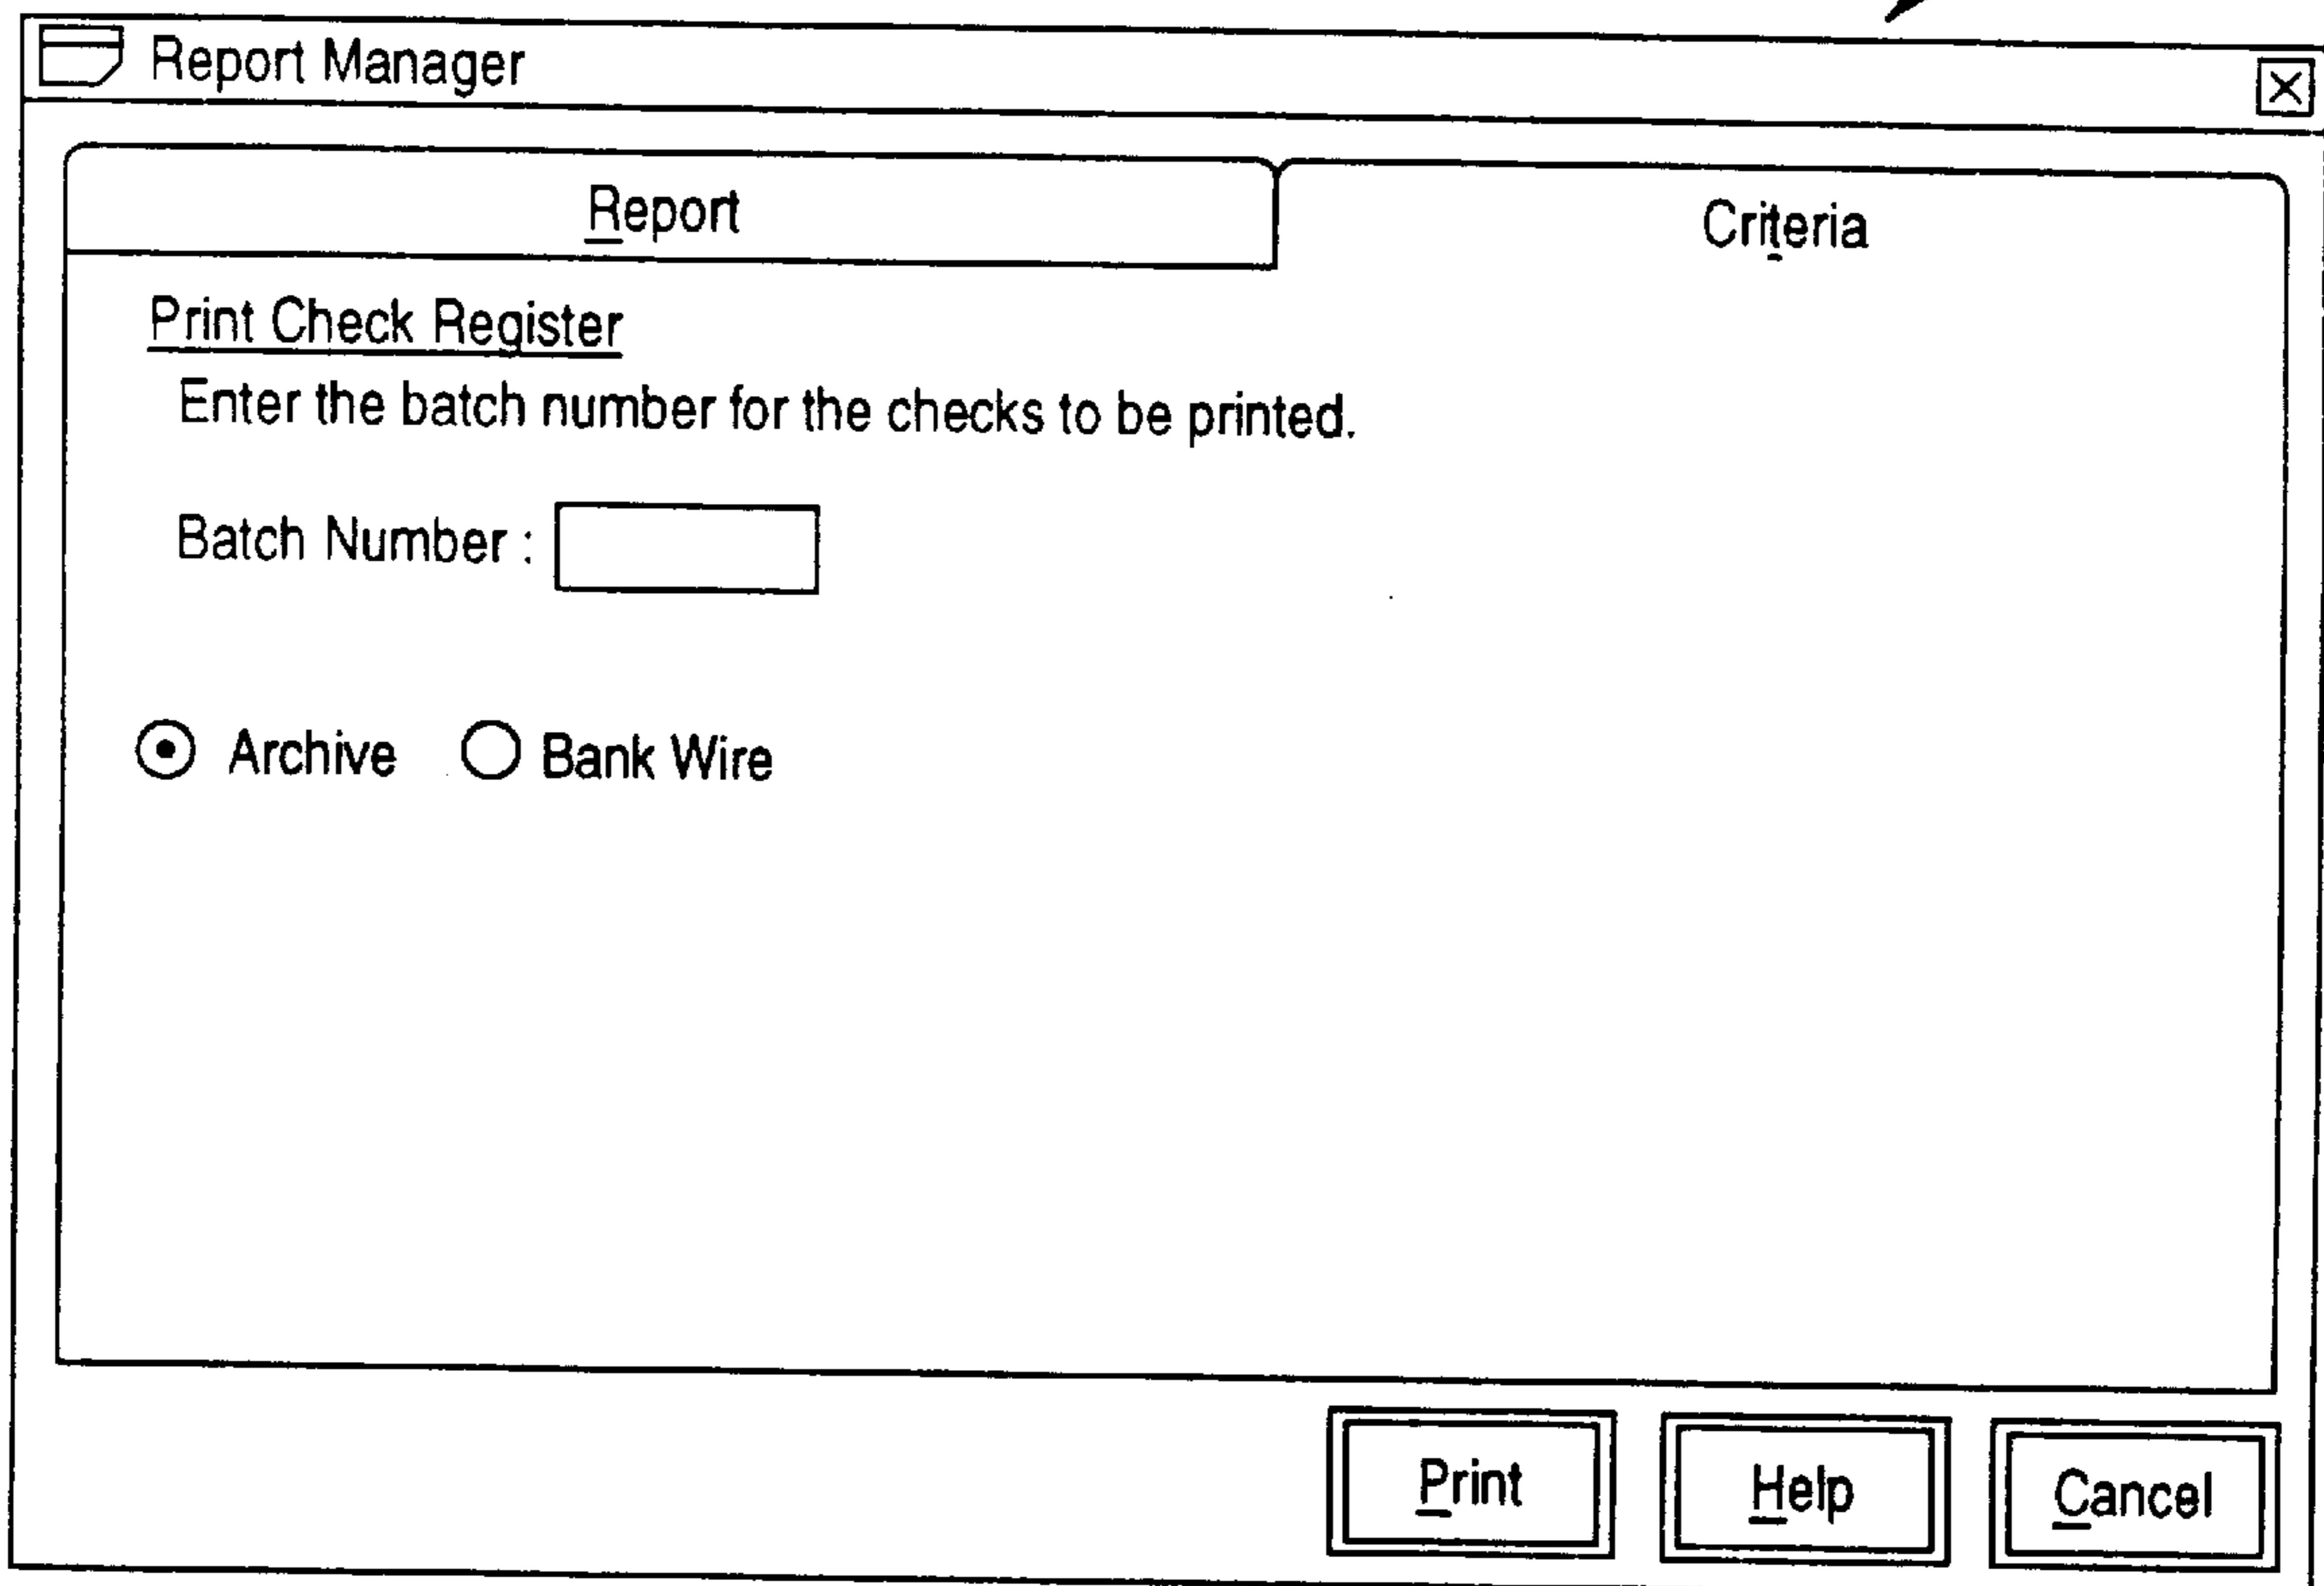 Report Manager
Report Criteria
Print Check Register
Enter the batch number for the checks to be printed.
Batch Number :
Archive Bank Wire
Print Help Cancel